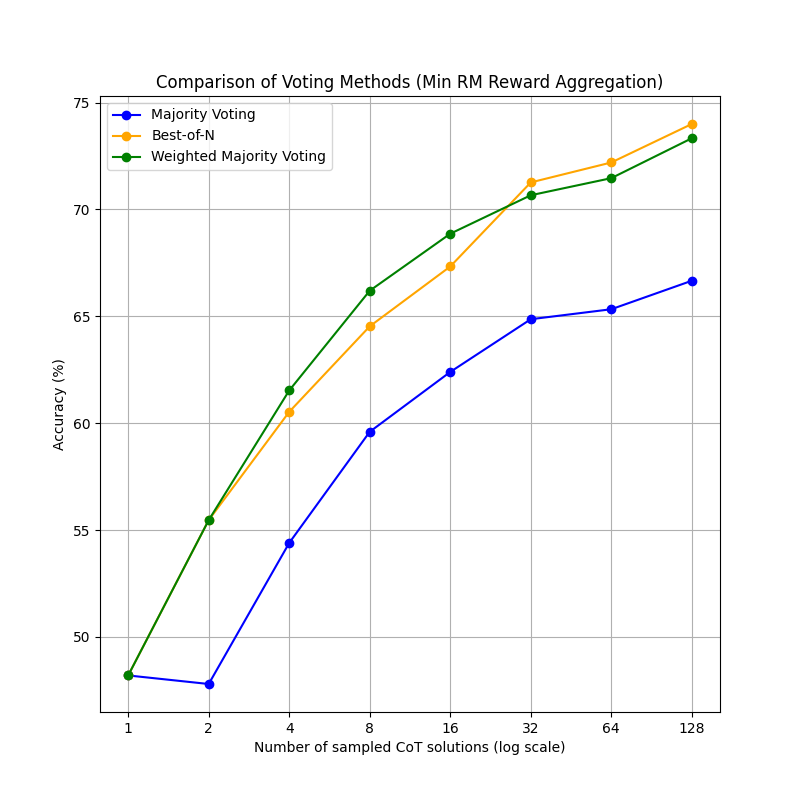 Comparison of Voting Methods (Min RM Reward Aggregation)
Majority Voting
Best-of-N
Weighted Majority Voting
75
70
65
60
55
50
Accuracy (%)
1 2 4 8 16 32 64 128
Number of sampled CoT solutions (log scale)